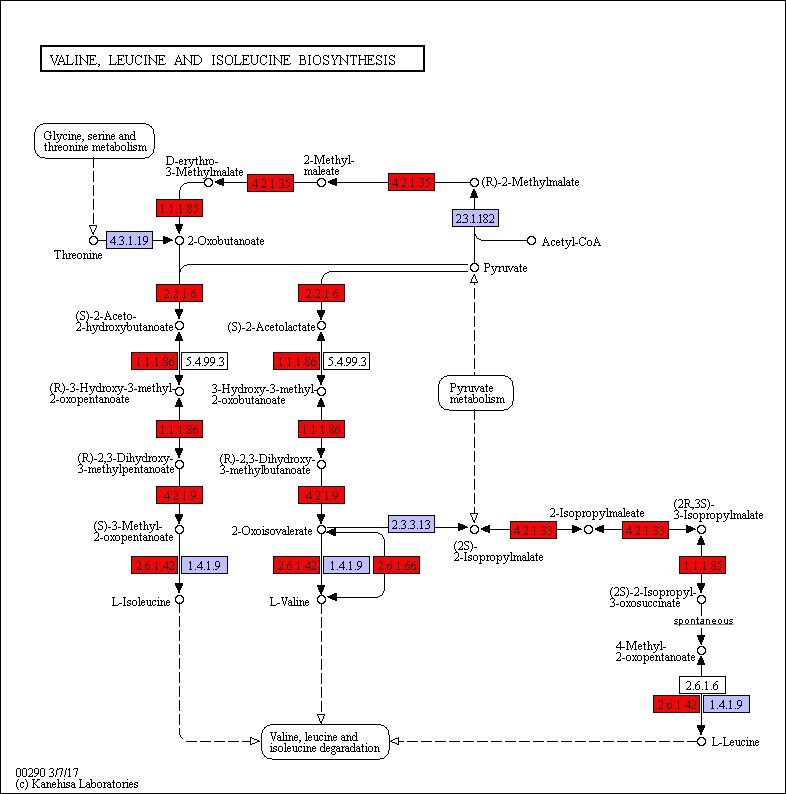 VALINE, LEUCINE AND ISOLEUCINE BIOSYNTHESIS
Glycine, serine and
threonine metabolism
D-erythro-
3-Methylmalate
2-Methyl-
maleate
4.2.1.35
4.2.1.35
(R)-2-Methylmalate
1.1.1.85
2.3.1.182
4.3.1.19
2-Oxobutanoate
Acetyl-CoA
Threonine
Pyruvate
2.2.1.6
2.2.1.6
(S)-2-Aceto-
2-hydroxybutanoate
(S)-2-Acetolactate
1.1.1.86
5.4.99.3
1.1.1.86
5.4.99.3
(R)-3-Hydroxy-3-methyl-
2-oxopentanoate
3-Hydroxy-3-methyl-
2-oxobutanoate
Pyruvate
metabolism
1.1.1.86
1.1.1.86
(R)-2,3-Dihydroxy-
3-methylpentanoate
(R)-2,3-Dihydroxy-
3-methylbutanoate
4.2.1.9
4.2.1.9
(S)-3-Methyl-
2-oxopentanoate
2-Oxoisovalerate
2.3.3.13
(2S)-
2-Isopropylmalate
4.2.1.33
2-Isopropylmaleate
4.2.1.33
(2R,3S)-
3-Isopropylmalate
2.6.1.42
1.4.1.9
2.6.1.42
1.4.1.9
2.6.1.66
1.1.1.85
L-Isoleucine
L-Valine
(2S)-2-Isopropyl-
3-oxosuccinate
spontaneous
4-Methyl-
2-oxopentanoate
2.6.1.6
2.6.1.42
1.4.1.9
Valine, leucine and
isoleucine degaradation
L-Leucine
00290 3/7/17
(c) Kanehisa Laboratories